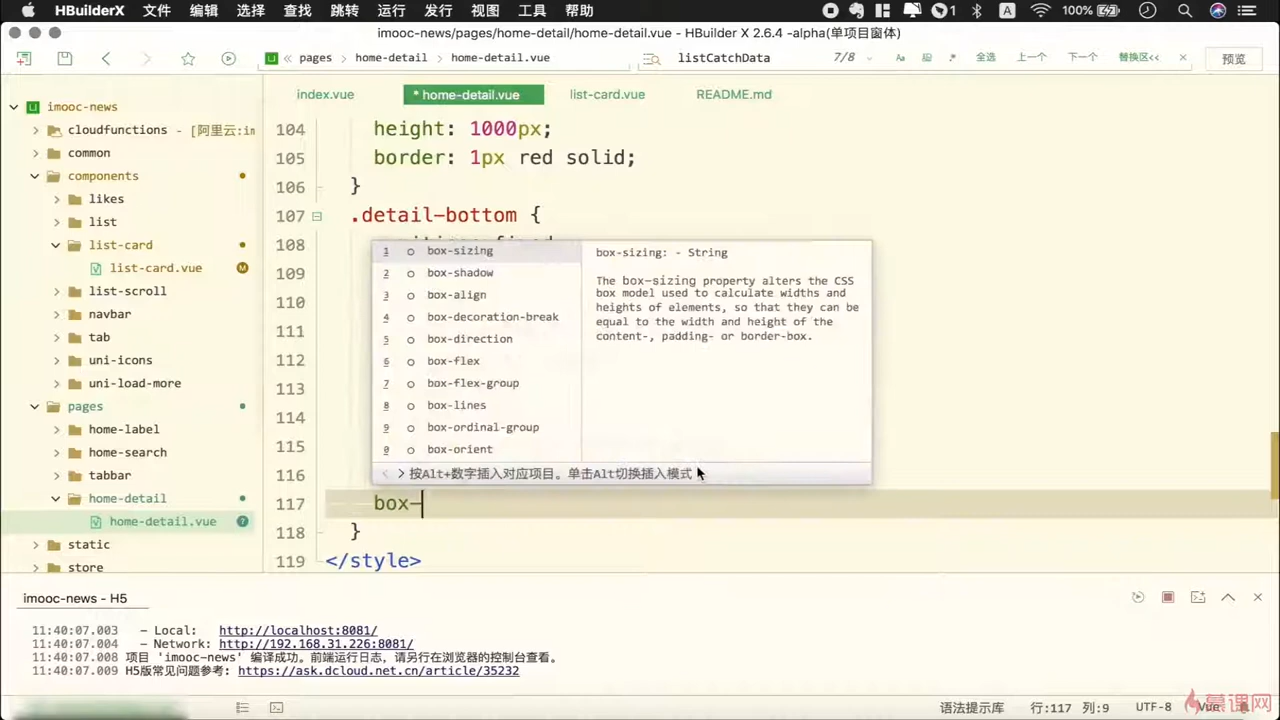 HBuilderX 文件 编辑 选择 查找 跳转 运行 发行 视图 工具 帮助 1 A 100%
imooc-news/pages/home-detail/home-detail.vue - HBuilder X 2.6.4 -alpha(单项目窗体)
pages home-detail home-detail.vue listCatchData 7/8 Aa .* 全选 上一个 下一个 替换区<< 预览
index.vue * home-detail.vue list-card.vue README.md
imooc-news
cloudfunctions - [阿里云:im
common
components
likes
list
list-card
list-card.vue M
list-scroll
navbar
tab
uni-icons
uni-load-more
pages
home-label
home-search
tabbar
home-detail
home-detail.vue ?
static
store
104 height: 1000px;
105 border: 1px red solid;
106 }
107 .detail-bottom {
108
109
110
111
112
113
114
115
116
117 box-
118 }
119 </style>
1 box-sizing
2 box-shadow
3 box-align
4 box-decoration-break
5 box-direction
6 box-flex
7 box-flex-group
8 box-lines
9 box-ordinal-group
0 box-orient
box-sizing: - String
The box-sizing property alters the CSS
box model used to calculate widths and
heights of elements, so that they can be
equal to the width and height of the
content-, padding- or border-box.
< > 按Alt+数字插入对应项目。单击Alt切换插入模式
imooc-news - H5
11:40:07.003 - Local: http://localhost:8081/
11:40:07.004 - Network: http://192.168.31.226:8081/
11:40:07.008 项目 'imooc-news' 编译成功。前端运行日志，请另行在浏览器的控制台查看。
11:40:07.009 H5版常见问题参考: https://ask.dcloud.net.cn/article/35232
语法提示库 行:117 列:9 UTF-8 Vue
慕课网